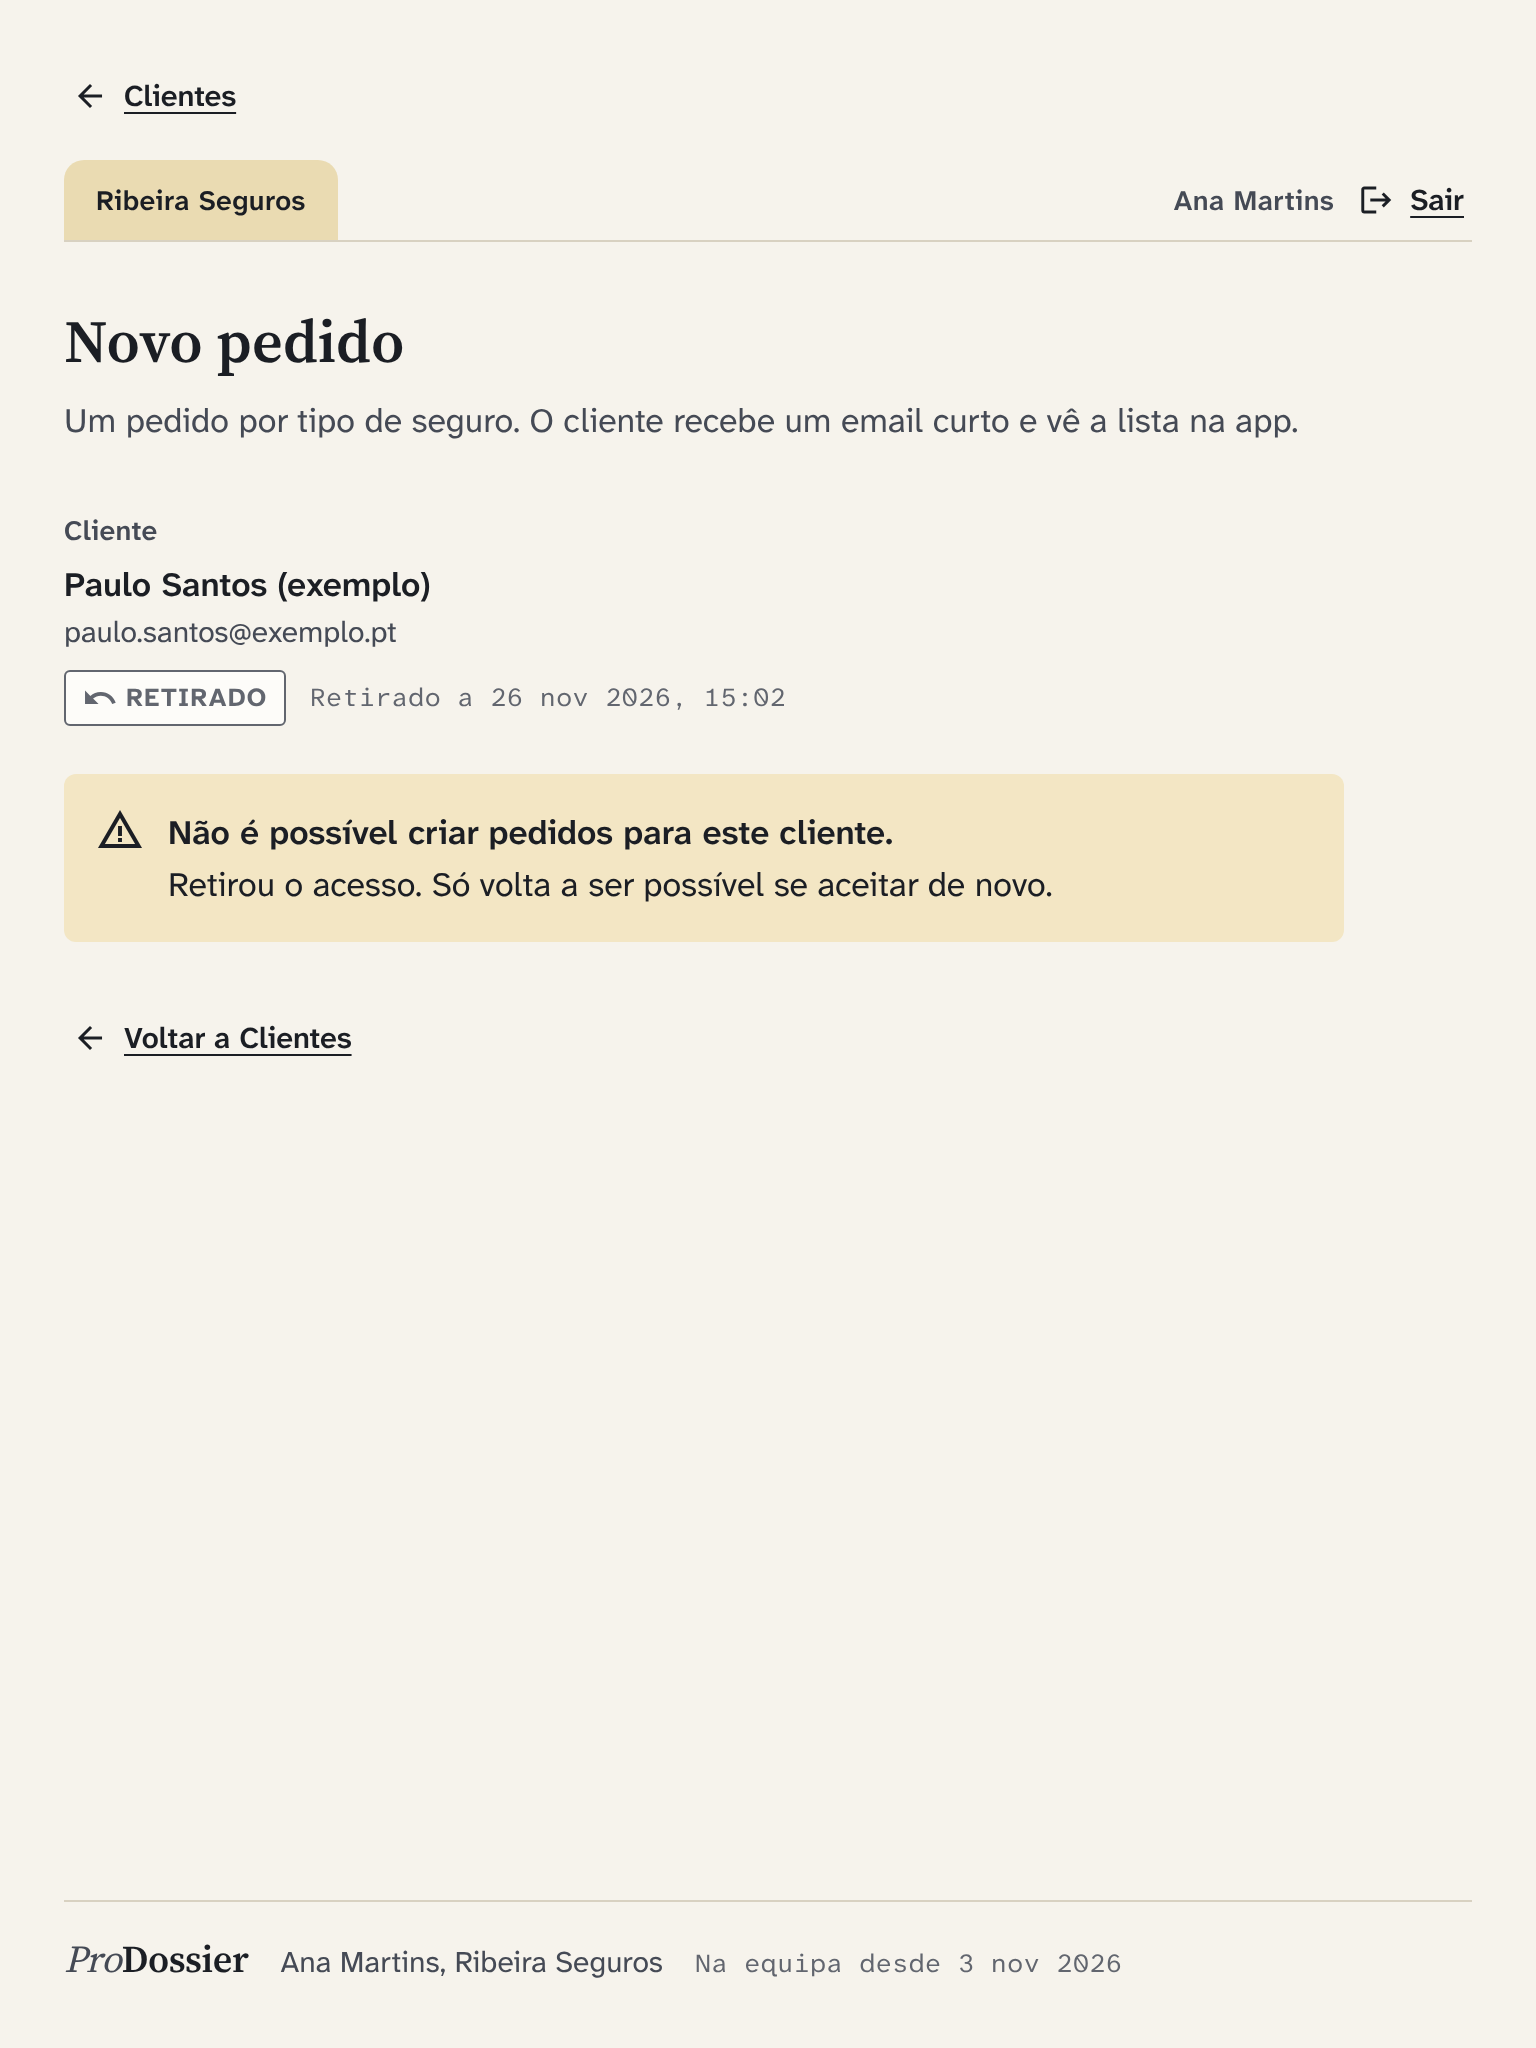 Clientes
Ribeira Seguros
Ana Martins
Sair
Novo pedido
Um pedido por tipo de seguro. O cliente recebe um email curto e vê a lista na app.
Cliente
Paulo Santos (exemplo)
paulo.santos@exemplo.pt
RETIRADO
Retirado a 26 nov 2026, 15:02
Não é possível criar pedidos para este cliente.
Retirou o acesso. Só volta a ser possível se aceitar de novo.
Voltar a Clientes
ProDossier
Ana Martins, Ribeira Seguros
Na equipa desde 3 nov 2026